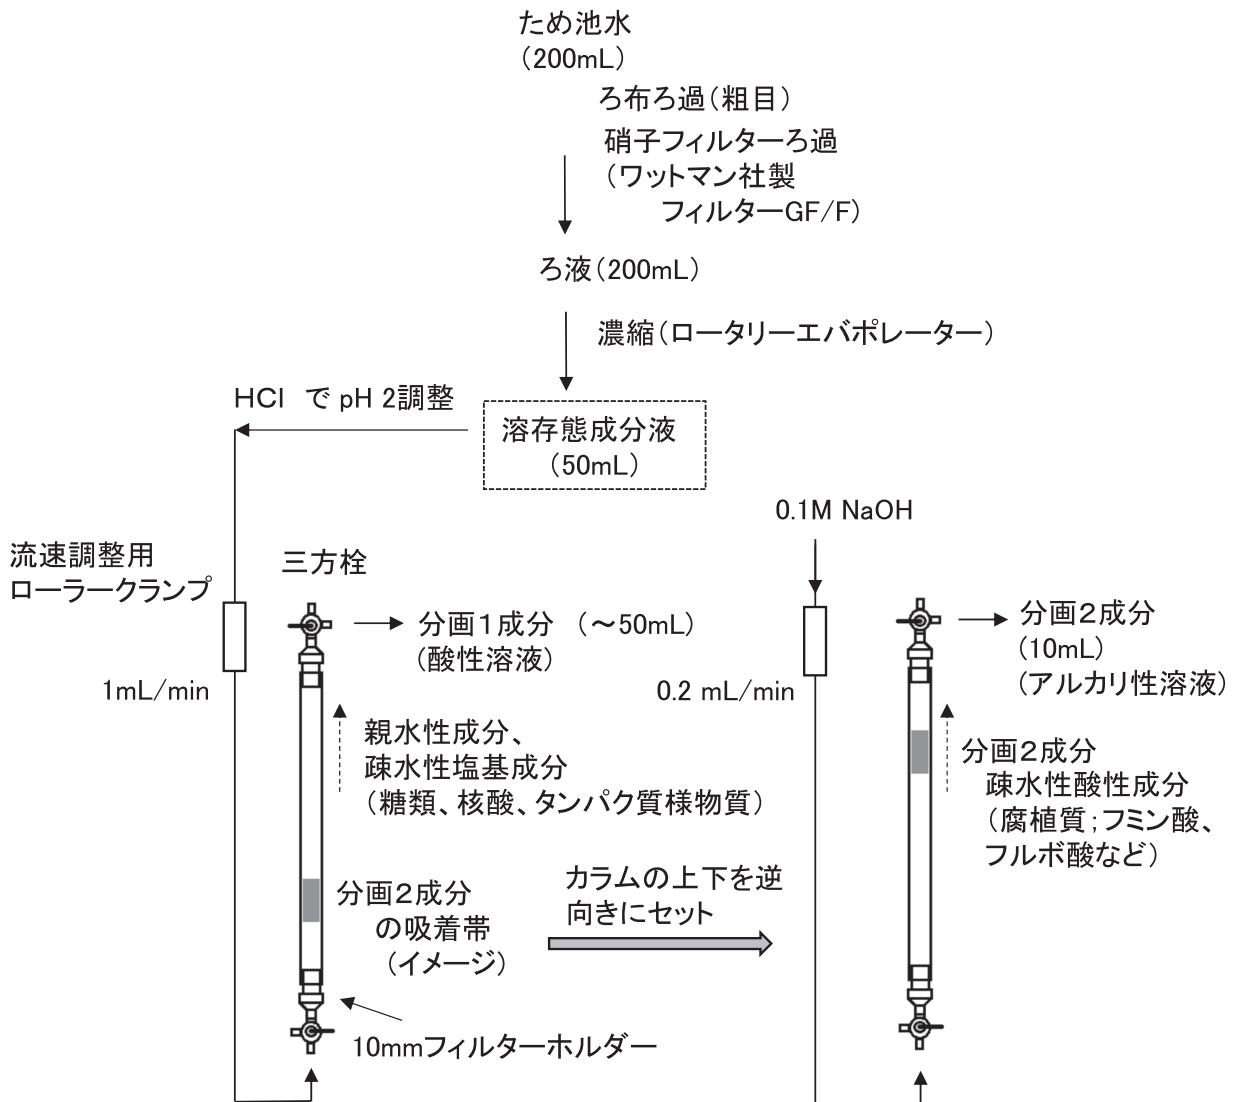 ため池水
(200mL)
ろ布ろ過(粗目)
硝子フィルターろ過
(ワットマン社製
フィルターGF/F)
ろ液(200mL)
濃縮(ロータリーエバポレーター)
HCl で pH 2調整
溶存態成分液
(50mL)
0.1M NaOH
流速調整用
ローラークランプ
三方栓
1mL/min
分画1成分 (～50mL)
(酸性溶液)
0.2 mL/min
分画2成分
(10mL)
(アルカリ性溶液)
親水性成分、
疎水性塩基成分
(糖類、核酸、タンパク質様物質)
分画2成分
疎水性酸性成分
(腐植質;フミン酸、
フルボ酸など)
分画2成分
の吸着帯
(イメージ)
カラムの上下を逆
向きにセット
10mmフィルターホルダー